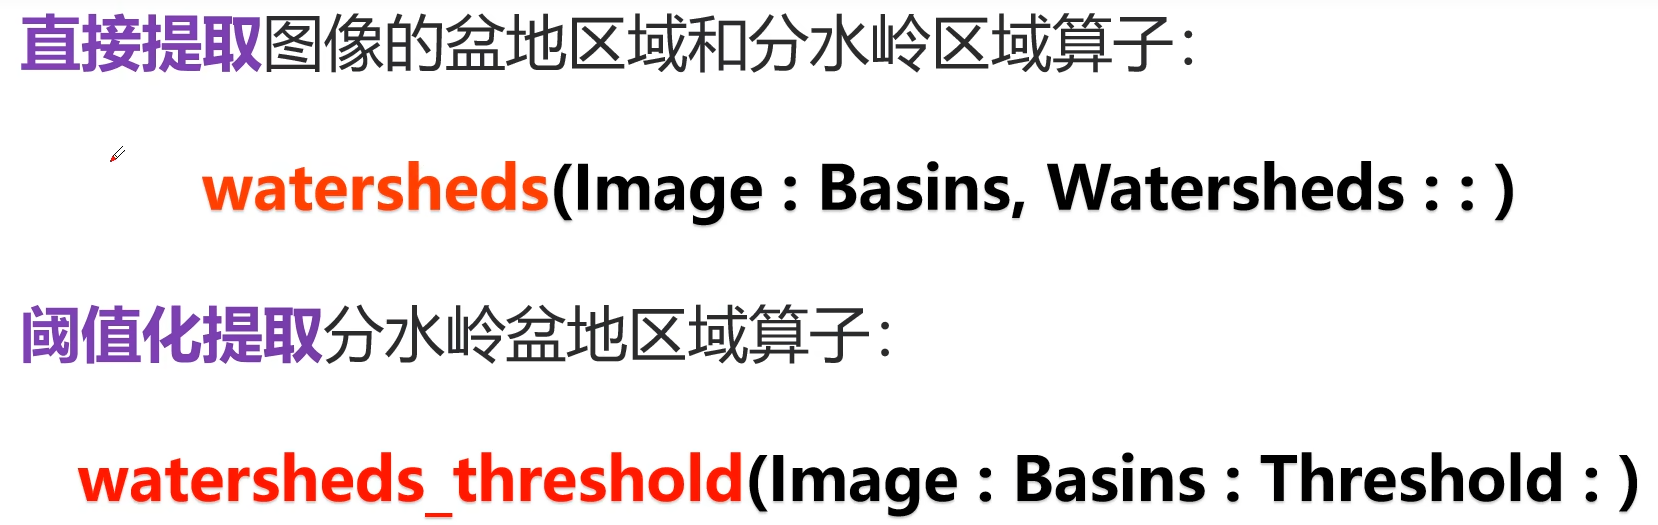 直接提取图像的盆地区域和分水岭区域算子：
watersheds(Image : Basins, Watersheds : : )
阈值化提取分水岭盆地区域算子：
watersheds_threshold(Image : Basins : Threshold : )